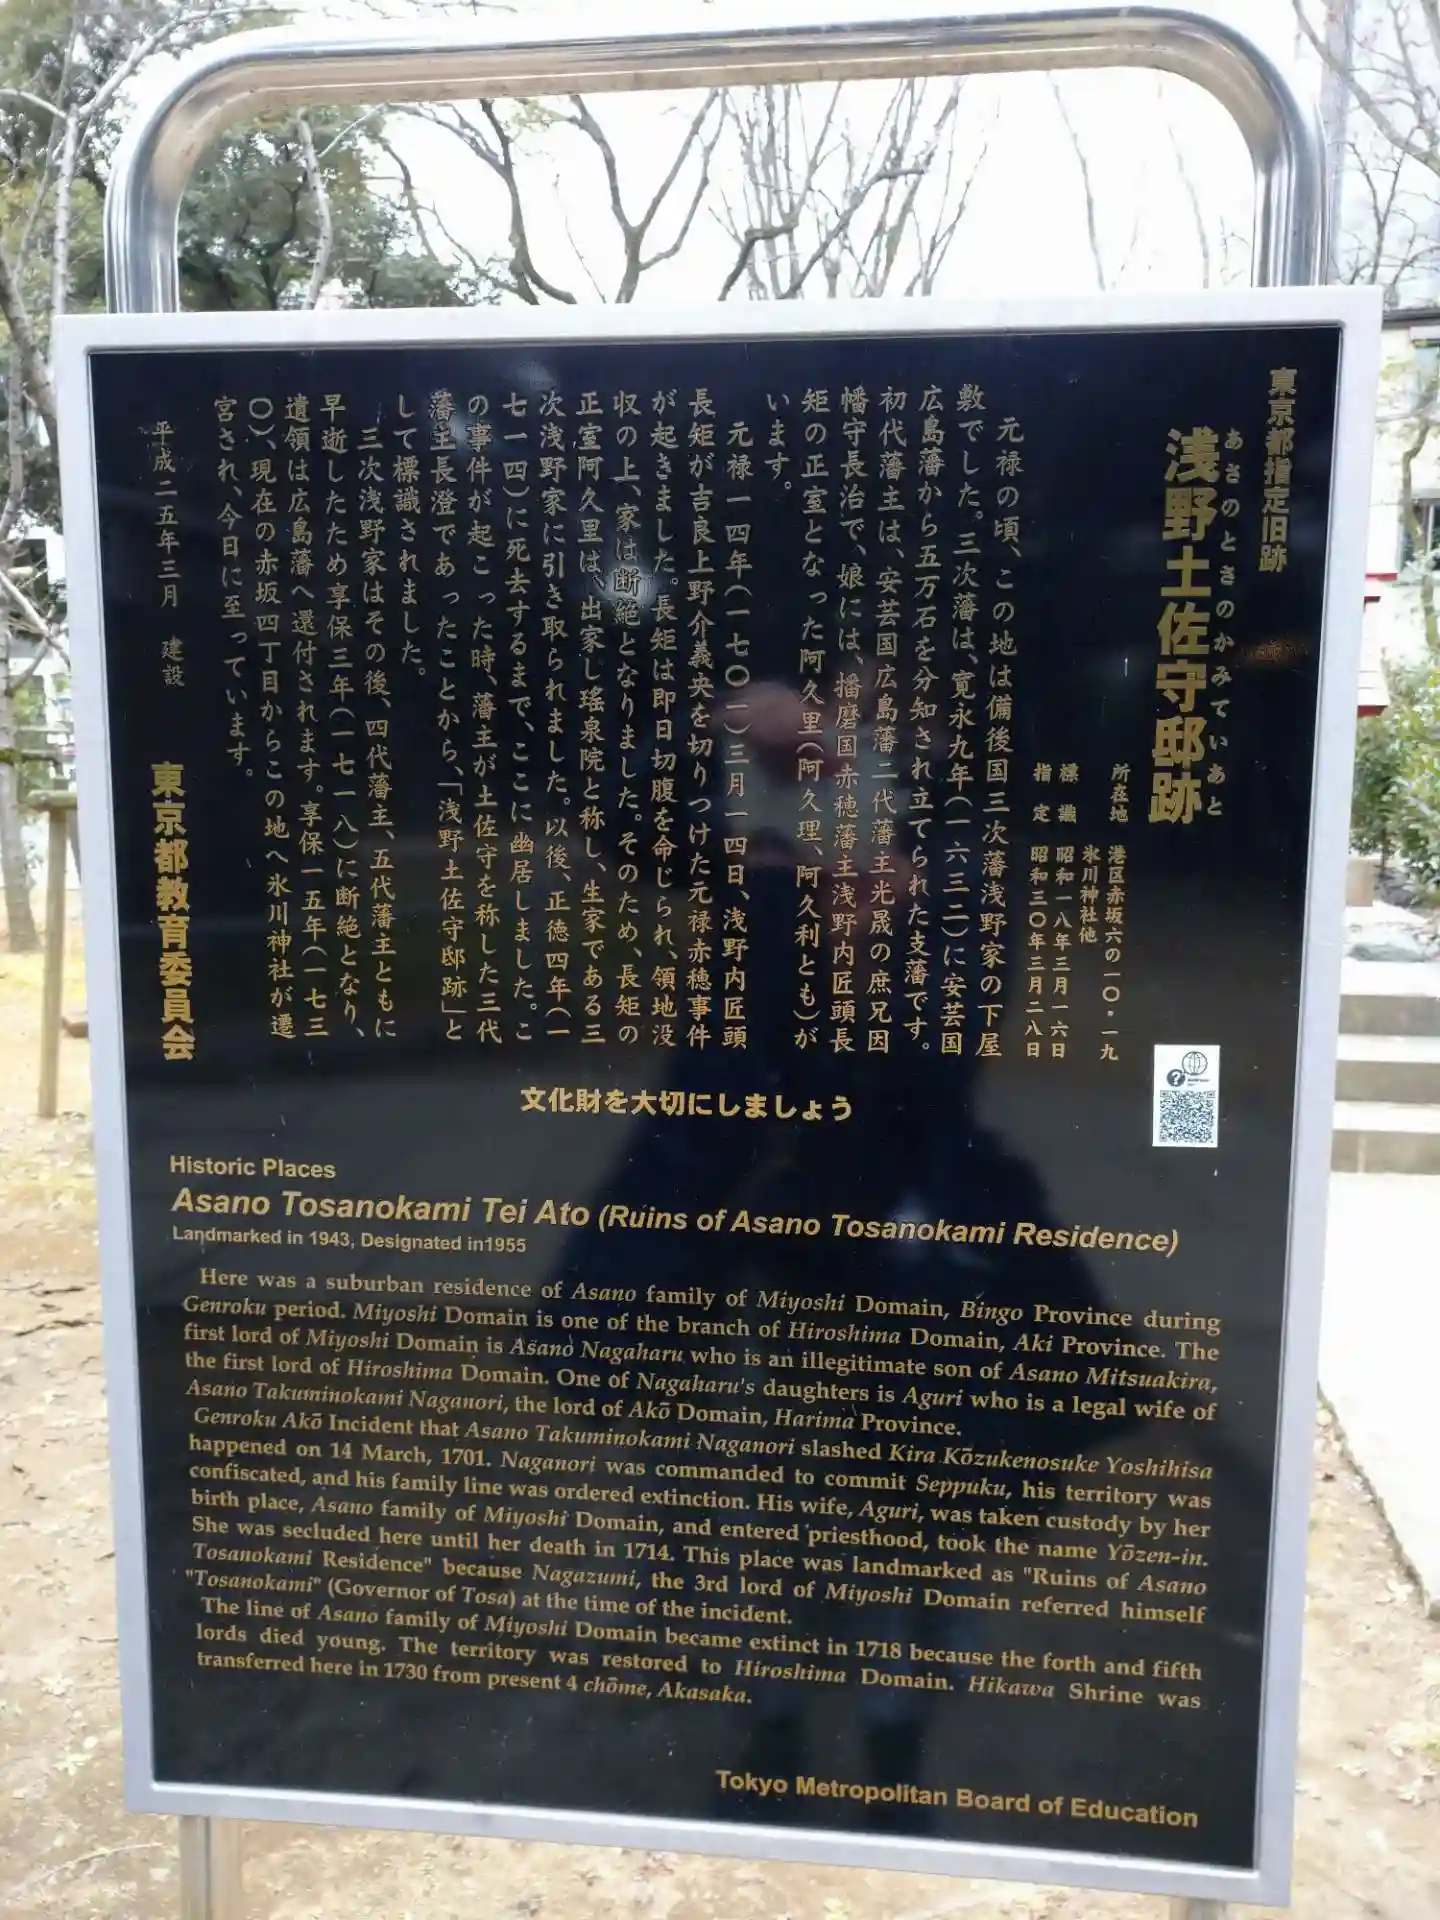 東京都指定旧跡
あさのとさのかみていあと
浅野土佐守邸跡
所在地 港区赤坂六の一〇・一九
氷川神社他
標識 昭和一八年三月一六日
指定 昭和三〇年三月二八日
元禄の頃、この地は備後国三次藩浅野家の下屋
敷でした。三次藩は、寛永九年(一六三二)に安芸国
広島藩から五万石を分知され立てられた支藩です。
初代藩主は、安芸国広島藩二代藩主光晟の庶兄因
幡守長治で、娘には、播磨国赤穂藩主浅野内匠頭長
矩の正室となった阿久里(阿久理、阿久利とも)が
います。
元禄一四年(一七〇一)三月一四日、浅野内匠頭
長矩が吉良上野介義央を切りつけた元禄赤穂事件
が起きました。長矩は即日切腹を命じられ、領地没
収の上、家は断絶となりました。そのため、長矩の
正室阿久里は、出家し瑤泉院と称し、生家である三
次浅野家に引き取られました。以後、正徳四年(一
七一四)に死去するまで、ここに幽居しました。こ
の事件が起こった時、藩主が土佐守を称した三代
藩主長澄であったことから、「浅野土佐守邸跡」と
して標識されました。
三次浅野家はその後、四代藩主、五代藩主ともに
早逝したため享保三年(一七一八)に断絶となり、
遺領は広島藩へ還付されます。享保一五年(一七三
〇)、現在の赤坂四丁目からこの地へ氷川神社が遷
宮され、今日に至っています。
平成二五年三月 建設
東京都教育委員会
文化財を大切にしましょう
Historic Places
Asano Tosanokami Tei Ato (Ruins of Asano Tosanokami Residence)
Landmarked in 1943, Designated in1955
Here was a suburban residence of Asano family of Miyoshi Domain, Bingo Province during
Genroku period. Miyoshi Domain is one of the branch of Hiroshima Domain, Aki Province. The
first lord of Miyoshi Domain is Asano Nagaharu who is an illegitimate son of Asano Mitsuakira,
the first lord of Hiroshima Domain. One of Nagaharu's daughters is Aguri who is a legal wife of
Asano Takuminokami Naganori, the lord of Akō Domain, Harima Province.
Genroku Akō Incident that Asano Takuminokami Naganori slashed Kira Kōzukenosuke Yoshihisa
happened on 14 March, 1701. Naganori was commanded to commit Seppuku, his territory was
confiscated, and his family line was ordered extinction. His wife, Aguri, was taken custody by her
birth place, Asano family of Miyoshi Domain, and entered priesthood, took the name Yōzen-in.
She was secluded here until her death in 1714. This place was landmarked as "Ruins of Asano
Tosanokami Residence" because Nagazumi, the 3rd lord of Miyoshi Domain referred himself
"Tosanokami" (Governor of Tosa) at the time of the incident.
The line of Asano family of Miyoshi Domain became extinct in 1718 because the forth and fifth
lords died young. The territory was restored to Hiroshima Domain. Hikawa Shrine was
transferred here in 1730 from present 4 chōme, Akasaka.
Tokyo Metropolitan Board of Education